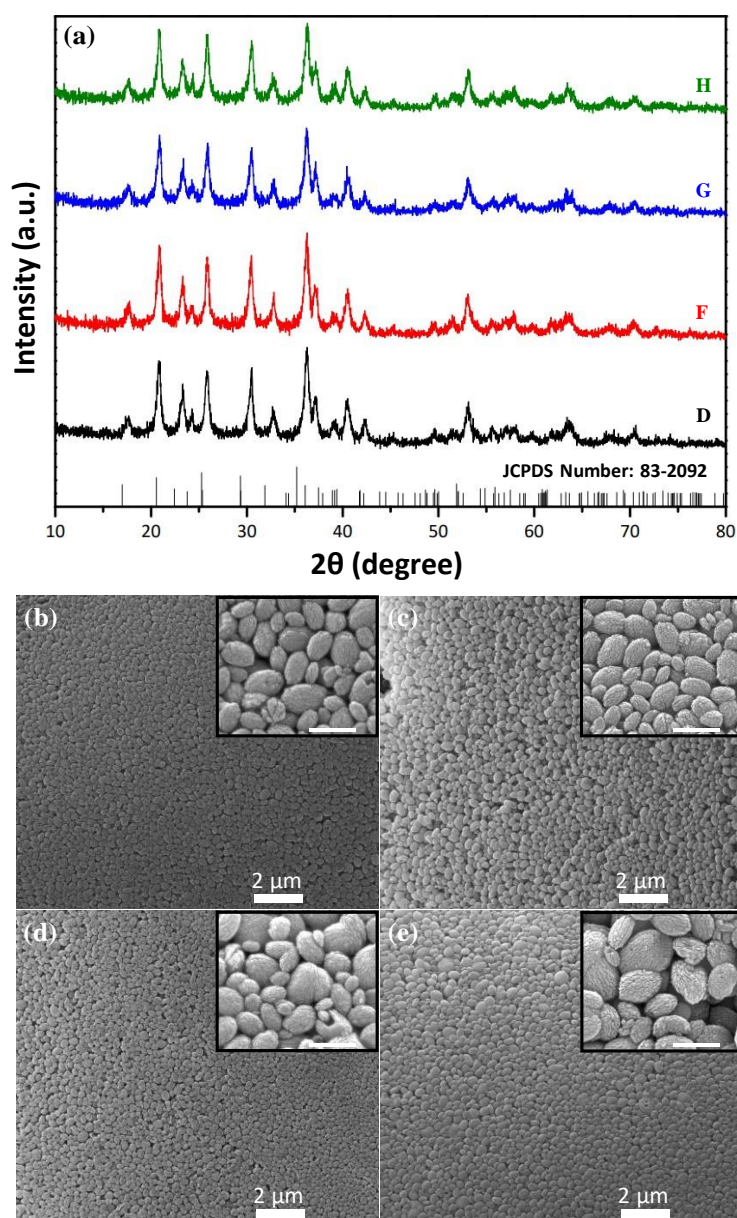 (a)
H
G
F
D
Intensity (a.u.)
JCPDS Number: 83-2092
10 20 30 40 50 60 70 80
2θ (degree)
(b)
(c)
2 µm
2 µm
(d)
(e)
2 µm
2 µm